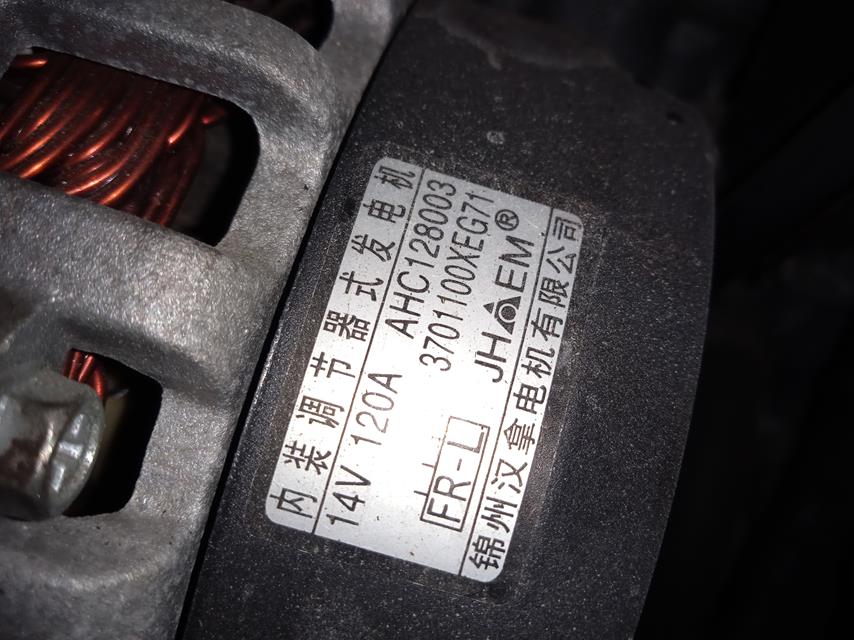 内装调节器式发电机
14V 120A AHC128003
3701100XEG71
FR-L JHEM®
锦州汉拿电机有限公司